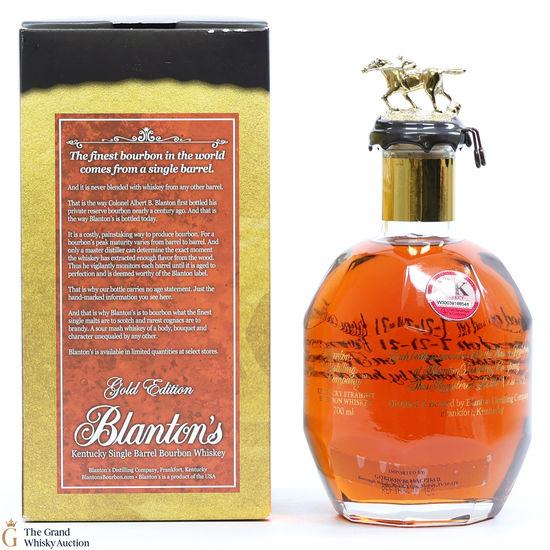 The finest bourbon in the world
comes from a single barrel.
And it is never blended with whiskey from any other barrel.
That is the way Colonel Albert B. Blanton first bottled his
private reserve bourbon nearly a century ago. And that is
the way Blanton's is bottled today.
It is a costly, painstaking way to produce bourbon. For a
bourbon's peak maturity varies from barrel to barrel. And
only a master distiller can determine the exact moment
the whiskey has extracted enough flavor from the wood.
Thus he vigilantly monitors each barrel until it is aged to
perfection and is deemed worthy of the Blanton label.
That is why our bottle carries no age statement. Just the
hand-marked information you see here.
And that is why Blanton's is to bourbon what the finest
single malts are to scotch and rarest cognacs are to
brandy. A sour mash whiskey of a body, bouquet and
character unequaled by any other.
Blanton's is available in limited quantities at select stores.
Gold Edition
Blanton's
Kentucky Single Barrel Bourbon Whiskey
Blanton's Distilling Company, Frankfort, Kentucky
BlantonsBourbon.com • Blanton's is a product of the USA
STRAIGHT
700 ml
Bottled by Blanton Distilling Company
Frankfort, Kentucky
IMPORTED BY
GORDON & MACPHAIL
G
The Grand
Whisky Auction